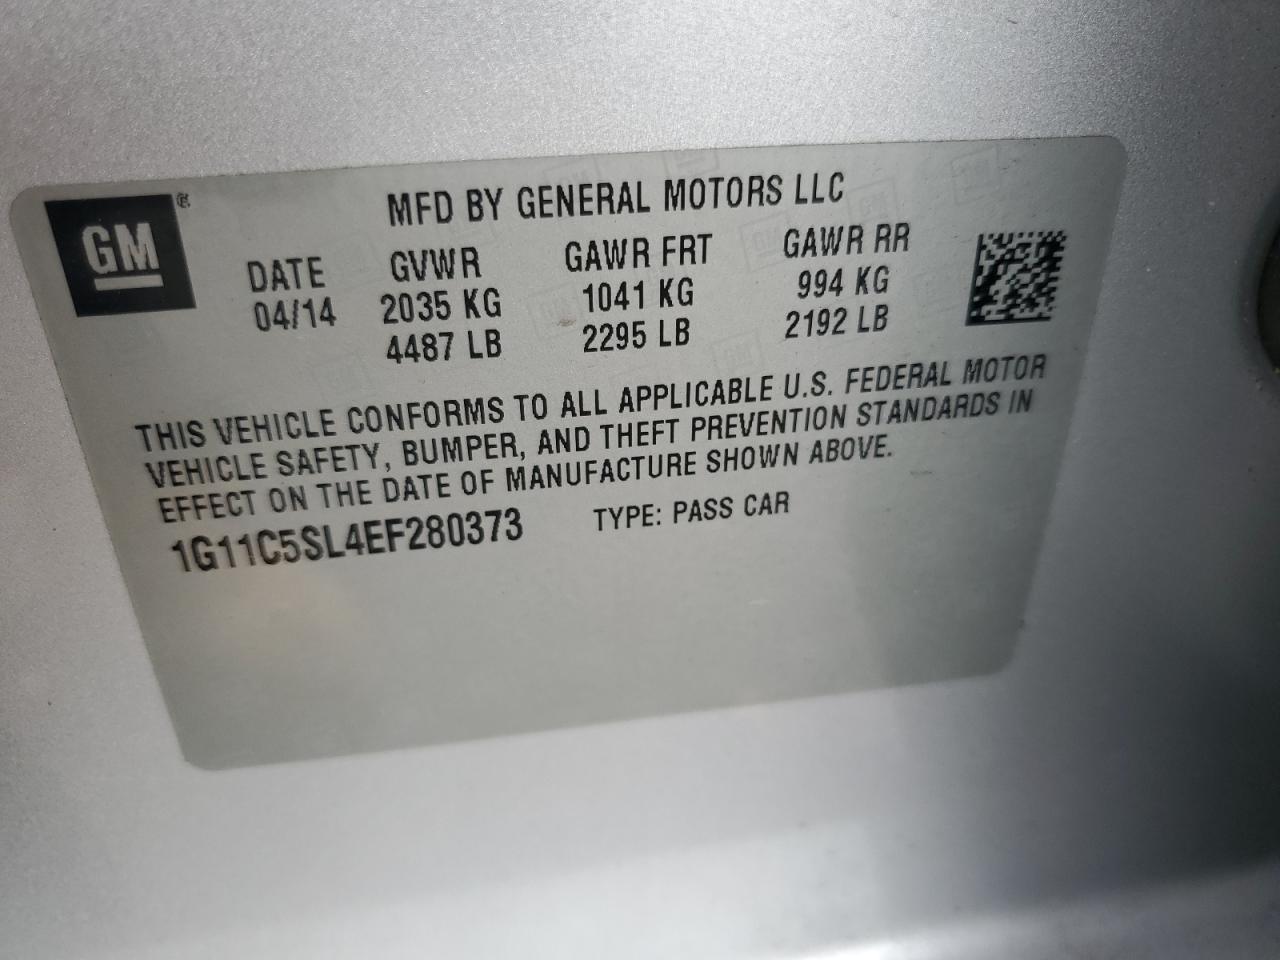 GM®
MFD BY GENERAL MOTORS LLC
DATE GVWR GAWR FRT GAWR RR
04/14 2035 KG 1041 KG 994 KG
4487 LB 2295 LB 2192 LB
THIS VEHICLE CONFORMS TO ALL APPLICABLE U.S. FEDERAL MOTOR
VEHICLE SAFETY, BUMPER, AND THEFT PREVENTION STANDARDS IN
EFFECT ON THE DATE OF MANUFACTURE SHOWN ABOVE.
1G11C5SL4EF280373 TYPE: PASS CAR